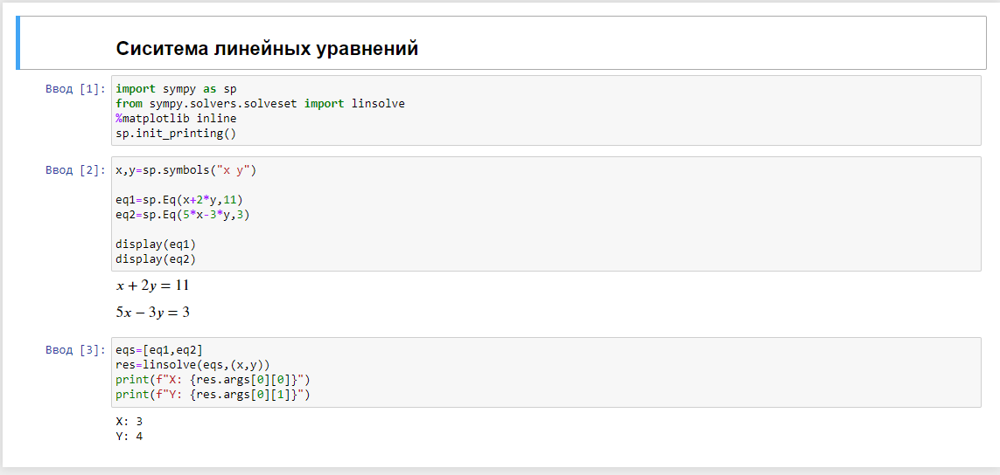 Сиситема линейных уравнений
Ввод [1]:
import sympy as sp
from sympy.solvers.solveset import linsolve
%matplotlib inline
sp.init_printing()
Ввод [2]:
x,y=sp.symbols("x y")
eq1=sp.Eq(x+2*y,11)
eq2=sp.Eq(5*x-3*y,3)
display(eq1)
display(eq2)
x + 2y = 11
5x − 3y = 3
Ввод [3]:
eqs=[eq1,eq2]
res=linsolve(eqs,(x,y))
print(f"X: {res.args[0][0]}")
print(f"Y: {res.args[0][1]}")
X: 3
Y: 4